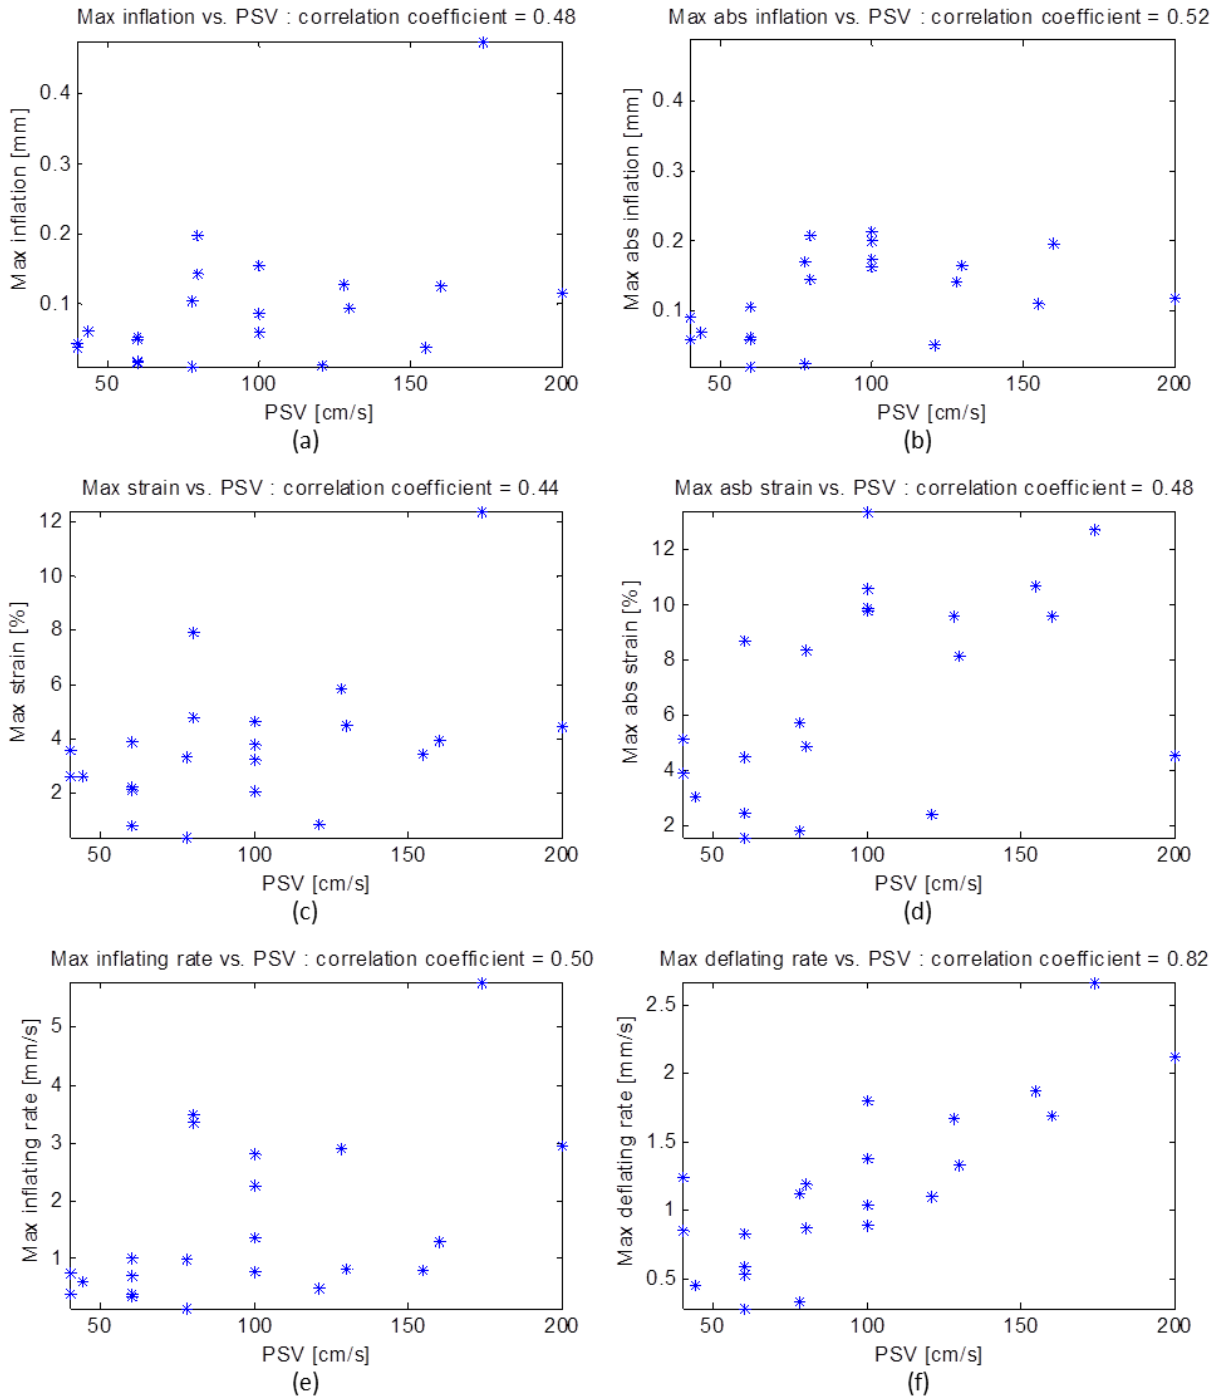 Max inflation vs. PSV : correlation coefficient = 0.48
Max inflation [mm]
0.4
0.3
0.2
0.1
50 100 150 200
PSV [cm/s]
(a)
Max abs inflation vs. PSV : correlation coefficient = 0.52
Max abs inflation [mm]
0.4
0.3
0.2
0.1
50 100 150 200
PSV [cm/s]
(b)
Max strain vs. PSV : correlation coefficient = 0.44
Max strain [%]
12
10
8
6
4
2
50 100 150 200
PSV [cm/s]
(c)
Max asb strain vs. PSV : correlation coefficient = 0.48
Max abs strain [%]
12
10
8
6
4
2
50 100 150 200
PSV [cm/s]
(d)
Max inflating rate vs. PSV : correlation coefficient = 0.50
Max inflating rate [mm/s]
5
4
3
2
1
50 100 150 200
PSV [cm/s]
(e)
Max deflating rate vs. PSV : correlation coefficient = 0.82
Max deflating rate [mm/s]
2.5
2
1.5
1
0.5
50 100 150 200
PSV [cm/s]
(f)